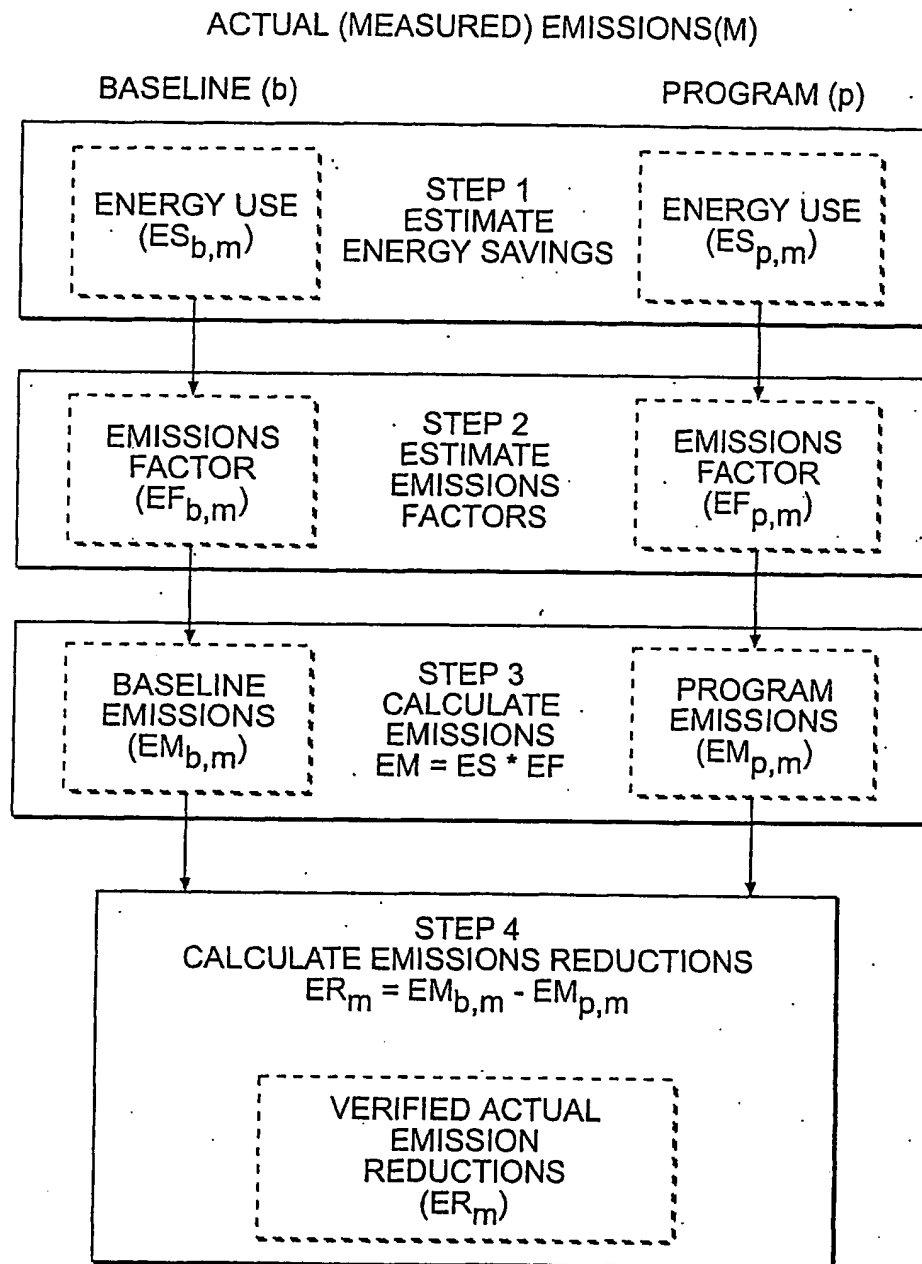 ACTUAL (MEASURED) EMISSIONS(M)
BASELINE (b)
PROGRAM (p)
ENERGY USE
(ES_b,m)
STEP 1
ESTIMATE
ENERGY SAVINGS
ENERGY USE
(ES_p,m)
EMISSIONS
FACTOR
(EF_b,m)
STEP 2
ESTIMATE
EMISSIONS
FACTORS
EMISSIONS
FACTOR
(EF_p,m)
BASELINE
EMISSIONS
(EM_b,m)
STEP 3
CALCULATE
EMISSIONS
EM = ES * EF
PROGRAM
EMISSIONS
(EM_p,m)
STEP 4
CALCULATE EMISSIONS REDUCTIONS
ER_m = EM_b,m - EM_p,m
VERIFIED ACTUAL
EMISSION
REDUCTIONS
(ER_m)